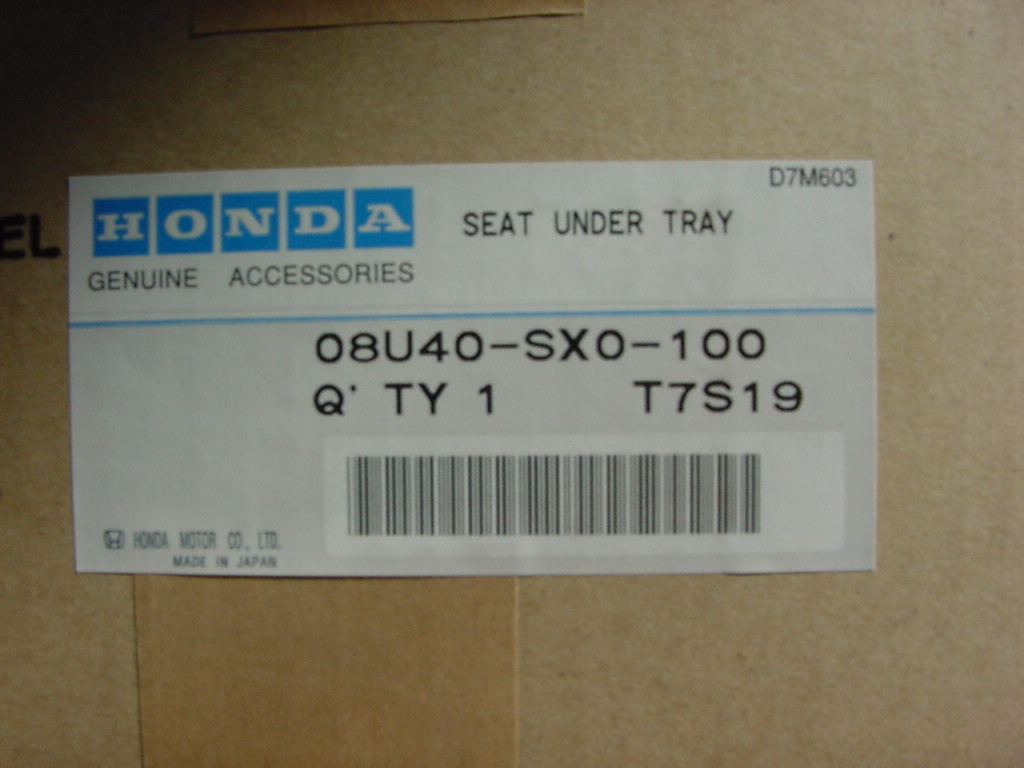 D7M603
HONDA SEAT UNDER TRAY
GENUINE ACCESSORIES
EL
08U40-SX0-100
Q'TY 1 T7S19
HONDA MOTOR CO., LTD.
MADE IN JAPAN